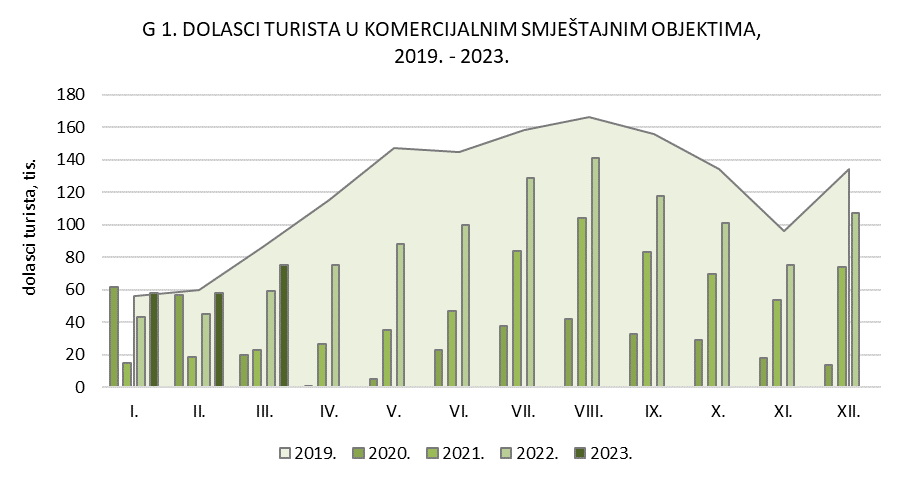 G 1. DOLASCI TURISTA U KOMERCIJALNIM SMJEŠTAJNIM OBJEKTIMA,
2019. - 2023.
dolasci turista, tis.
180
160
140
120
100
80
60
40
20
0
I. II. III. IV. V. VI. VII. VIII. IX. X. XI. XII.
2019. 2020. 2021. 2022. 2023.